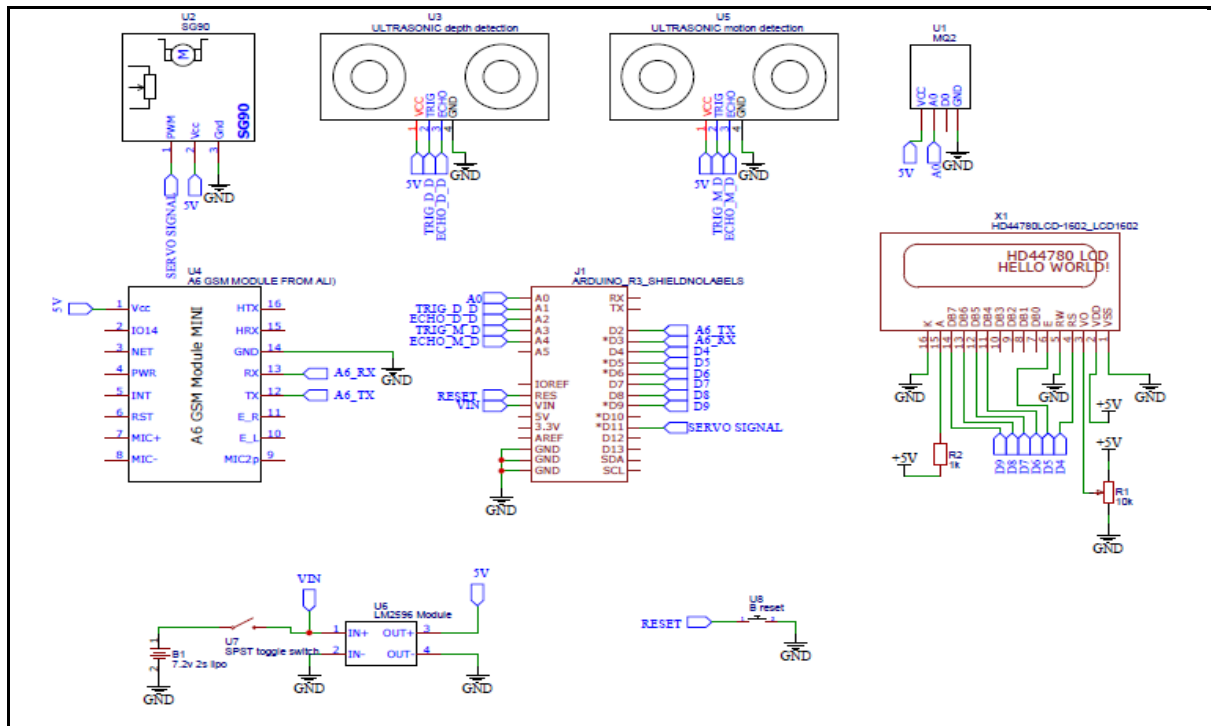 U2
SG90
M
SG90
PWM
Vcc
Gnd
1
2
3
SERVO SIGNAL
5V
GND
U3
ULTRASONIC depth detection
VCC
TRIG
ECHO
GND
1
2
3
4
5V
TRIG_D_D
ECHO_D_D
GND
U5
ULTRASONIC motion detection
VCC
TRIG
ECHO
GND
1
2
3
4
5V
TRIG_M_D
ECHO_M_D
GND
U1
MQ2
VCC
A0
D0
GND
5V
A0
GND
U4
A6 GSM MODULE FROM ALI)
A6 GSM Module MINI
5V
1 Vcc
2 IO14
3 NET
4 PWR
5 INT
6 RST
7 MIC+
8 MIC-
HTX 16
HRX 15
GND 14
RX 13 A6_RX
TX 12 A6_TX
E_R 11
E_L 10
MIC2p 9
GND
J1
ARDUINO_R3_SHIELDNOLABELS
A0 A0
TRIG_D_D A1
ECHO_D_D A2
TRIG_M_D A3
ECHO_M_D A4
A5
IOREF
RESET RES
VIN VIN
5V
3.3V
AREF
GND
GND
GND
GND
RX
TX
D2 A6_TX
*D3 A6_RX
D4 D4
*D5 D5
*D6 D6
D7 D7
D8 D8
*D9 D9
*D10
*D11 SERVO SIGNAL
D12
D13
SDA
SCL
X1
HD44780LCD-1602_LCD1602
HD44780 LCD
HELLO WORLD!
K
A
DB7
DB6
DB5
DB4
DB3
DB2
DB1
DB0
E
RW
RS
VO
VDD
VSS
16
15
14
13
12
11
10
9
8
7
6
5
4
3
2
1
GND
GND
GND
+5V
R2
1k
+5V
D9
D8
D7
D6
D5
D4
+5V
R1
10k
GND
B1
7.2v 2s lipo
1
2
GND
U7
SPST toggle switch
VIN
U6
LM2596 Module
1 IN+
2 IN-
OUT+ 3
OUT- 4
5V
GND
GND
RESET
U8
B reset
1
2
GND